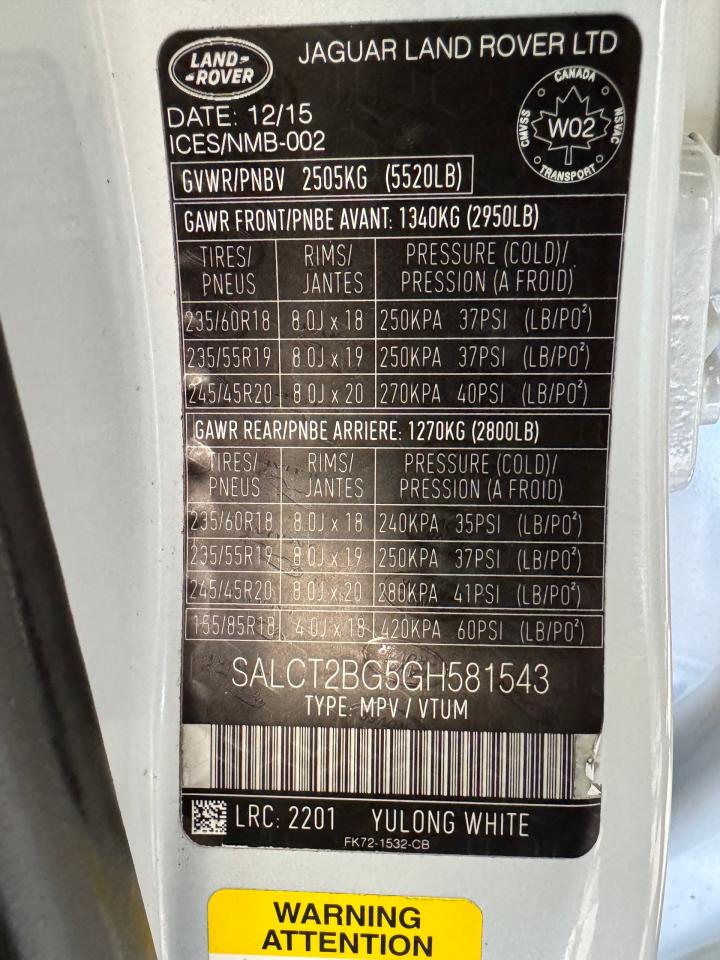 LAND-
-ROVER
JAGUAR LAND ROVER LTD
DATE: 12/15
ICES/NMB-002
CANADA
CMVSS
W02
NSVAC
TRANSPORT
GVWR/PNBV 2505KG (5520LB)
GAWR FRONT/PNBE AVANT: 1340KG (2950LB)
TIRES/ RIMS/ PRESSURE (COLD)/
PNEUS JANTES PRESSION (A FROID)
235/60R18 8.0J x 18 250KPA 37PSI (LB/PO²)
235/55R19 8.0J x 19 250KPA 37PSI (LB/PO²)
245/45R20 8.0J x 20 270KPA 40PSI (LB/PO²)
GAWR REAR/PNBE ARRIERE: 1270KG (2800LB)
TIRES/ RIMS/ PRESSURE (COLD)/
PNEUS JANTES PRESSION (A FROID)
235/60R18 8.0J x 18 240KPA 35PSI (LB/PO²)
235/55R19 8.0J x 19 250KPA 37PSI (LB/PO²)
245/45R20 8.0J x 20 280KPA 41PSI (LB/PO²)
155/85R18 4.0J x 18 420KPA 60PSI (LB/PO²)
SALCT2BG5GH581543
TYPE: MPV / VTUM
LRC: 2201 YULONG WHITE
FK72-1532-CB
WARNING
ATTENTION